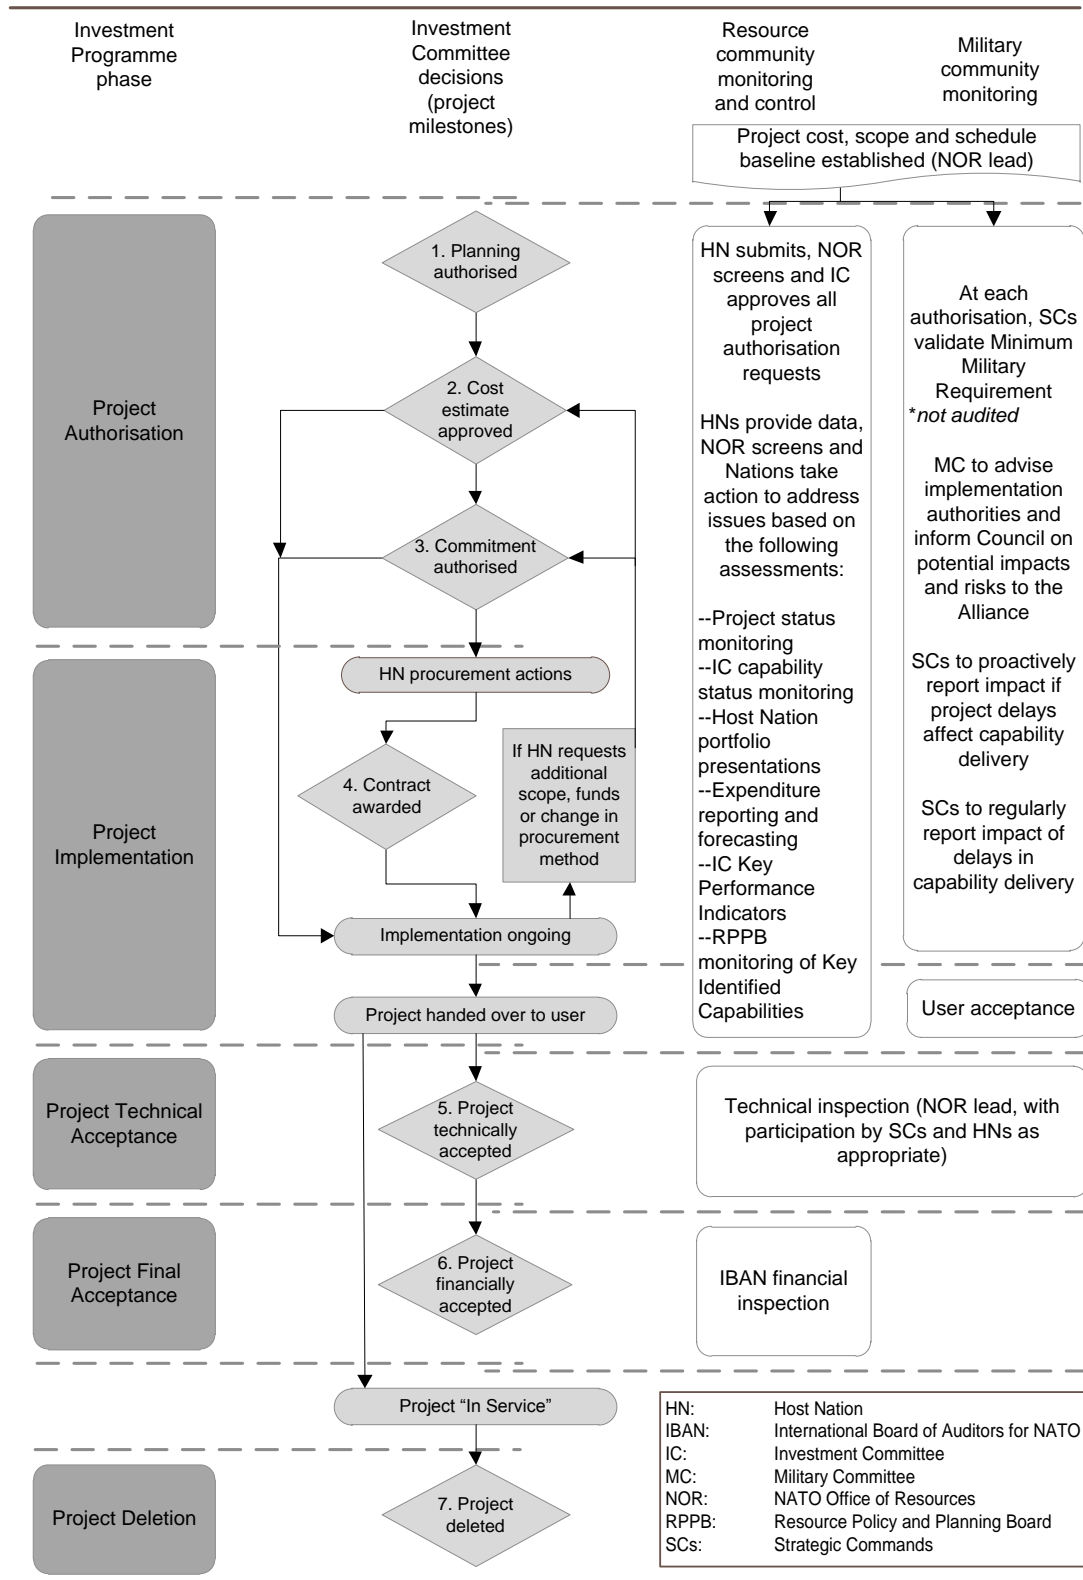 Investment
Programme
phase
Investment
Committee
decisions
(project
milestones)
Resource
community
monitoring
and control
Military
community
monitoring
Project cost, scope and schedule
baseline established (NOR lead)
Project
Authorisation
1. Planning
authorised
2. Cost
estimate
approved
3. Commitment
authorised
HN submits, NOR
screens and IC
approves all
project
authorisation
requests
HNs provide data,
NOR screens and
Nations take
action to address
issues based on
the following
assessments:
--Project status
monitoring
--IC capability
status monitoring
--Host Nation
portfolio
presentations
--Expenditure
reporting and
forecasting
--IC Key
Performance
Indicators
--RPPB
monitoring of Key
Identified
Capabilities
At each
authorisation, SCs
validate Minimum
Military
Requirement
*not audited
MC to advise
implementation
authorities and
inform Council on
potential impacts
and risks to the
Alliance
SCs to proactively
report impact if
project delays
affect capability
delivery
SCs to regularly
report impact of
delays in
capability delivery
Project
Implementation
HN procurement actions
4. Contract
awarded
If HN requests
additional
scope, funds
or change in
procurement
method
Implementation ongoing
Project handed over to user
User acceptance
Project Technical
Acceptance
5. Project
technically
accepted
Technical inspection (NOR lead, with
participation by SCs and HNs as
appropriate)
Project Final
Acceptance
6. Project
financially
accepted
IBAN financial
inspection
Project “In Service”
Project Deletion
7. Project
deleted
HN: Host Nation
IBAN: International Board of Auditors for NATO
IC: Investment Committee
MC: Military Committee
NOR: NATO Office of Resources
RPPB: Resource Policy and Planning Board
SCs: Strategic Commands